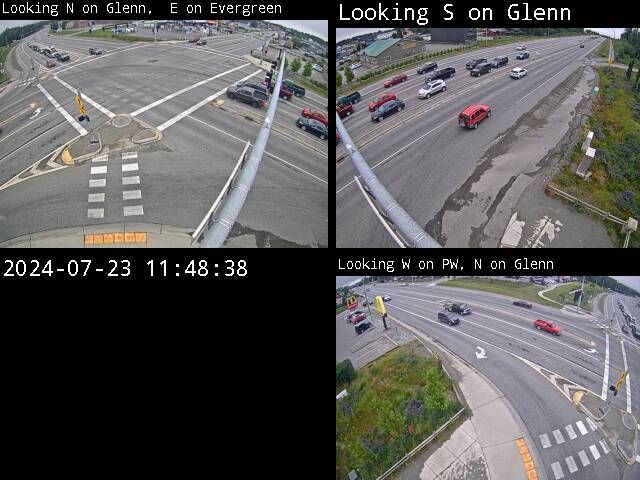 Looking N on Glenn,  E on Evergreen
Looking S on Glenn
2024-07-23 11:48:38
Looking W on PW, N on Glenn